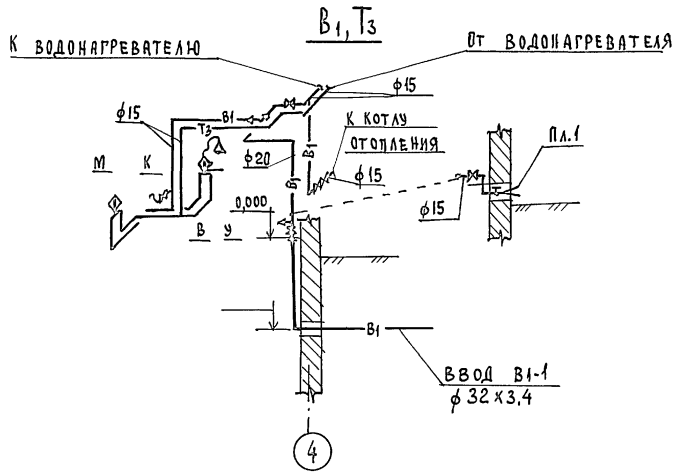 В1, Т3
К ВОДОНАГРЕВАТЕЛЮ
От ВОДОНАГРЕВАТЕЛЯ
ф15
ф15
В1
Т3
К КОТЛУ
ОТОПЛЕНИЯ
Пл.1
М К
ф20
В1
В1
ф15
0,000
ф15
В У
В1
ВВОД В1-1
ф32х3,4
4